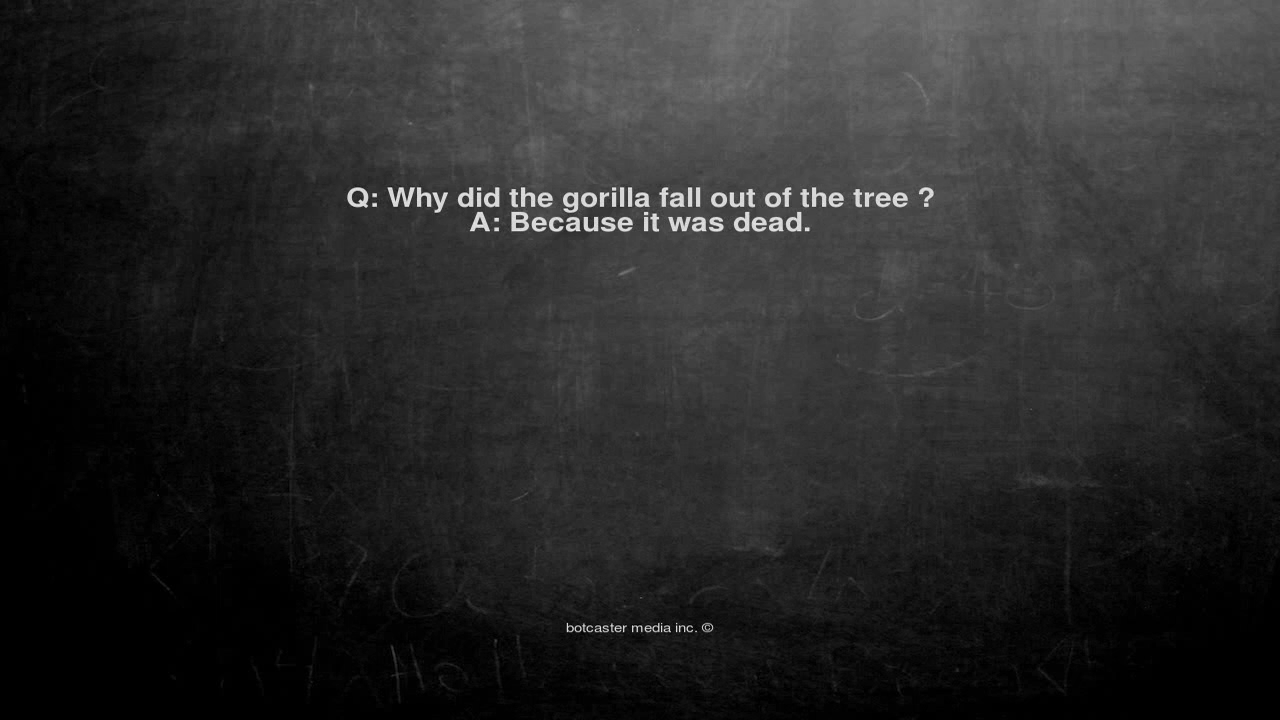 Q: Why did the gorilla fall out of the tree ?
A: Because it was dead.
botcaster media inc. ©